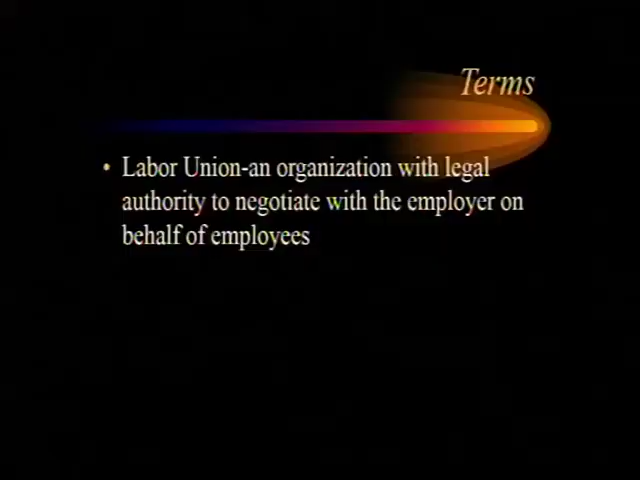 Terms
• Labor Union-an organization with legal
authority to negotiate with the employer on
behalf of employees